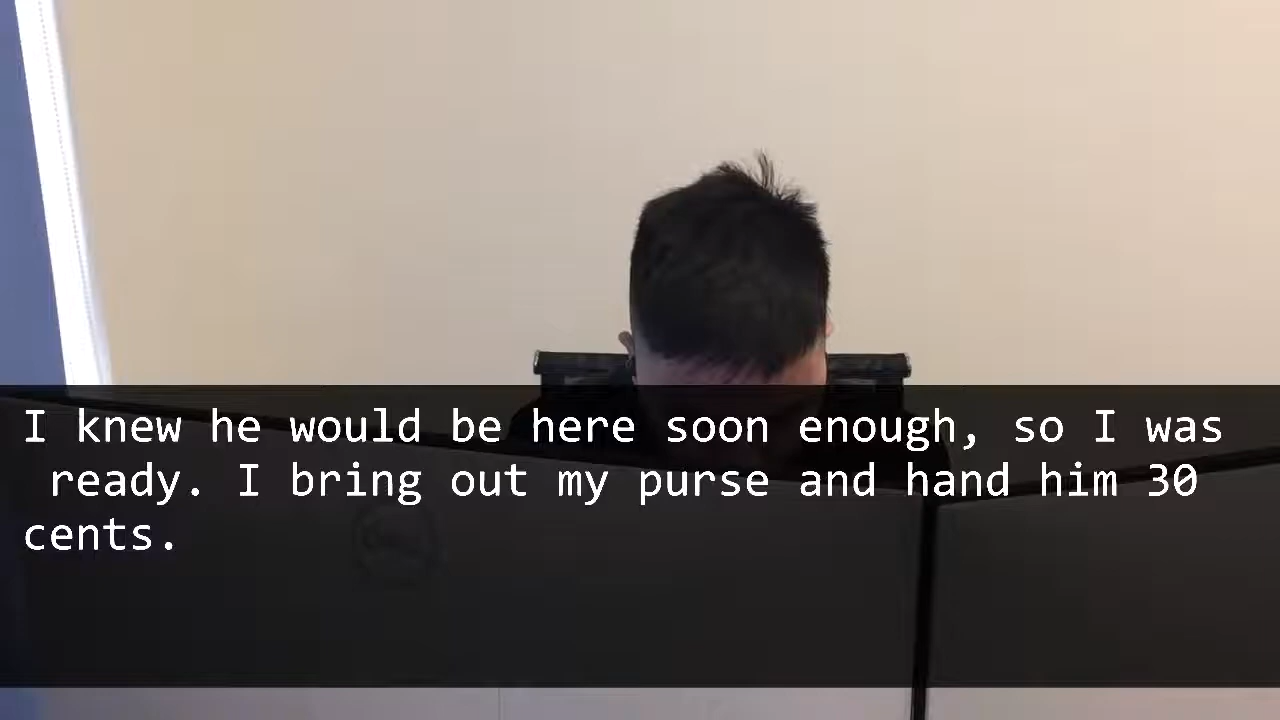 I knew he would be here soon enough, so I was
ready. I bring out my purse and hand him 30
cents.